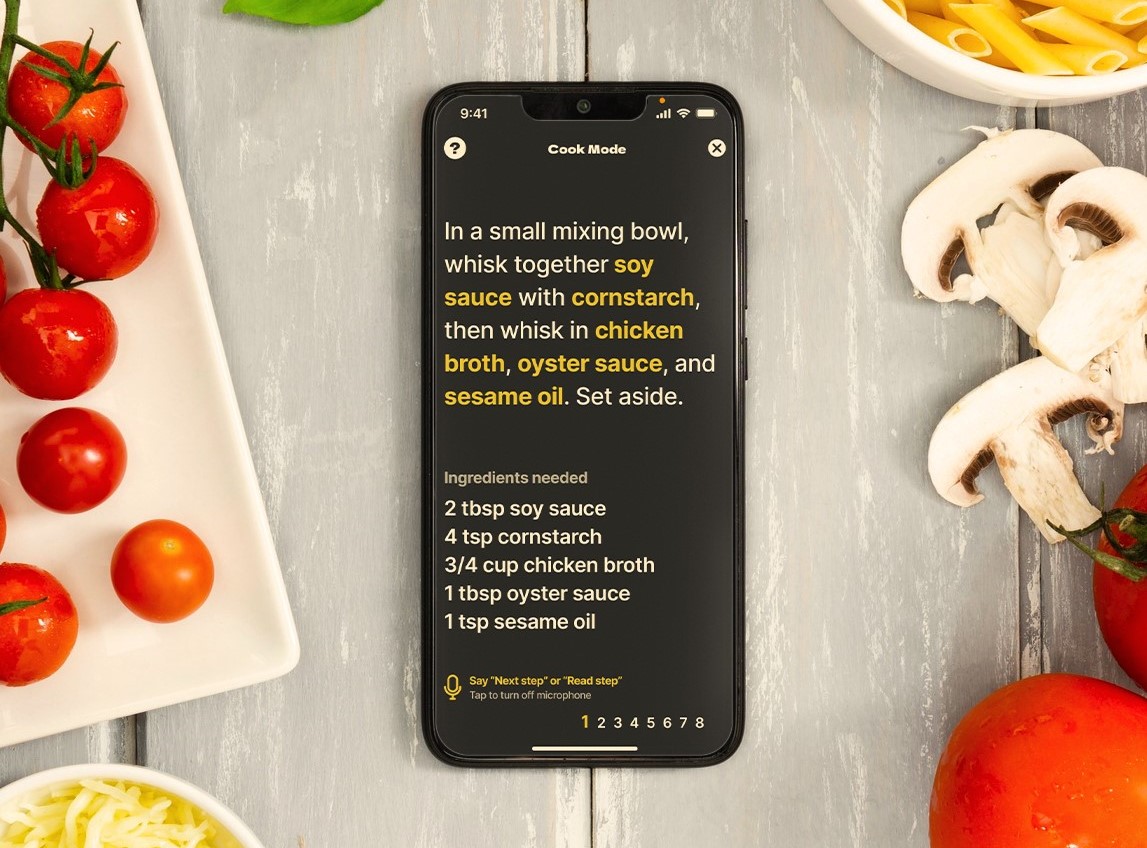 9:41
?
Cook Mode
In a small mixing bowl,
whisk together soy
sauce with cornstarch,
then whisk in chicken
broth, oyster sauce, and
sesame oil. Set aside.
Ingredients needed
2 tbsp soy sauce
4 tsp cornstarch
3/4 cup chicken broth
1 tbsp oyster sauce
1 tsp sesame oil
Say "Next step" or "Read step"
Tap to turn off microphone
1 2 3 4 5 6 7 8